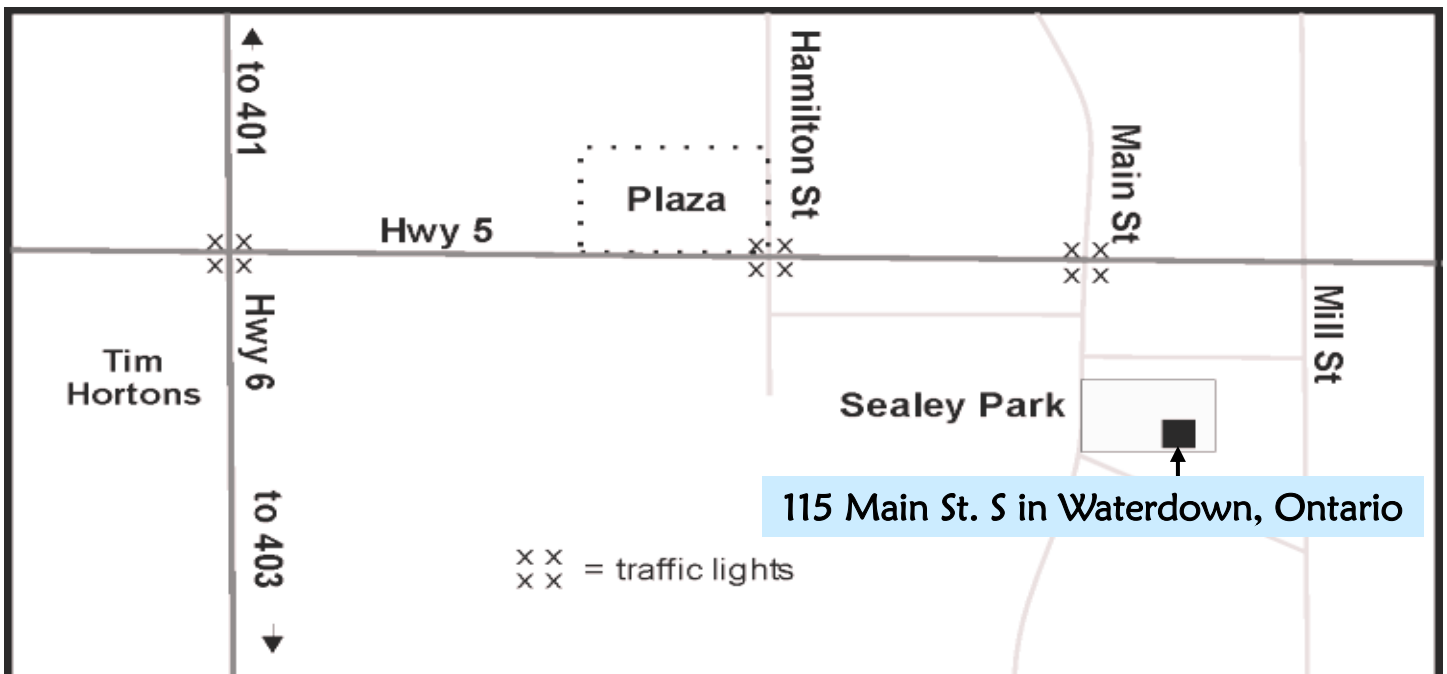 to 401
Hamilton St
Main St
Plaza
Hwy 5
Hwy 6
Mill St
Tim
Hortons
Sealey Park
115 Main St. S in Waterdown, Ontario
to 403
x x
x x = traffic lights